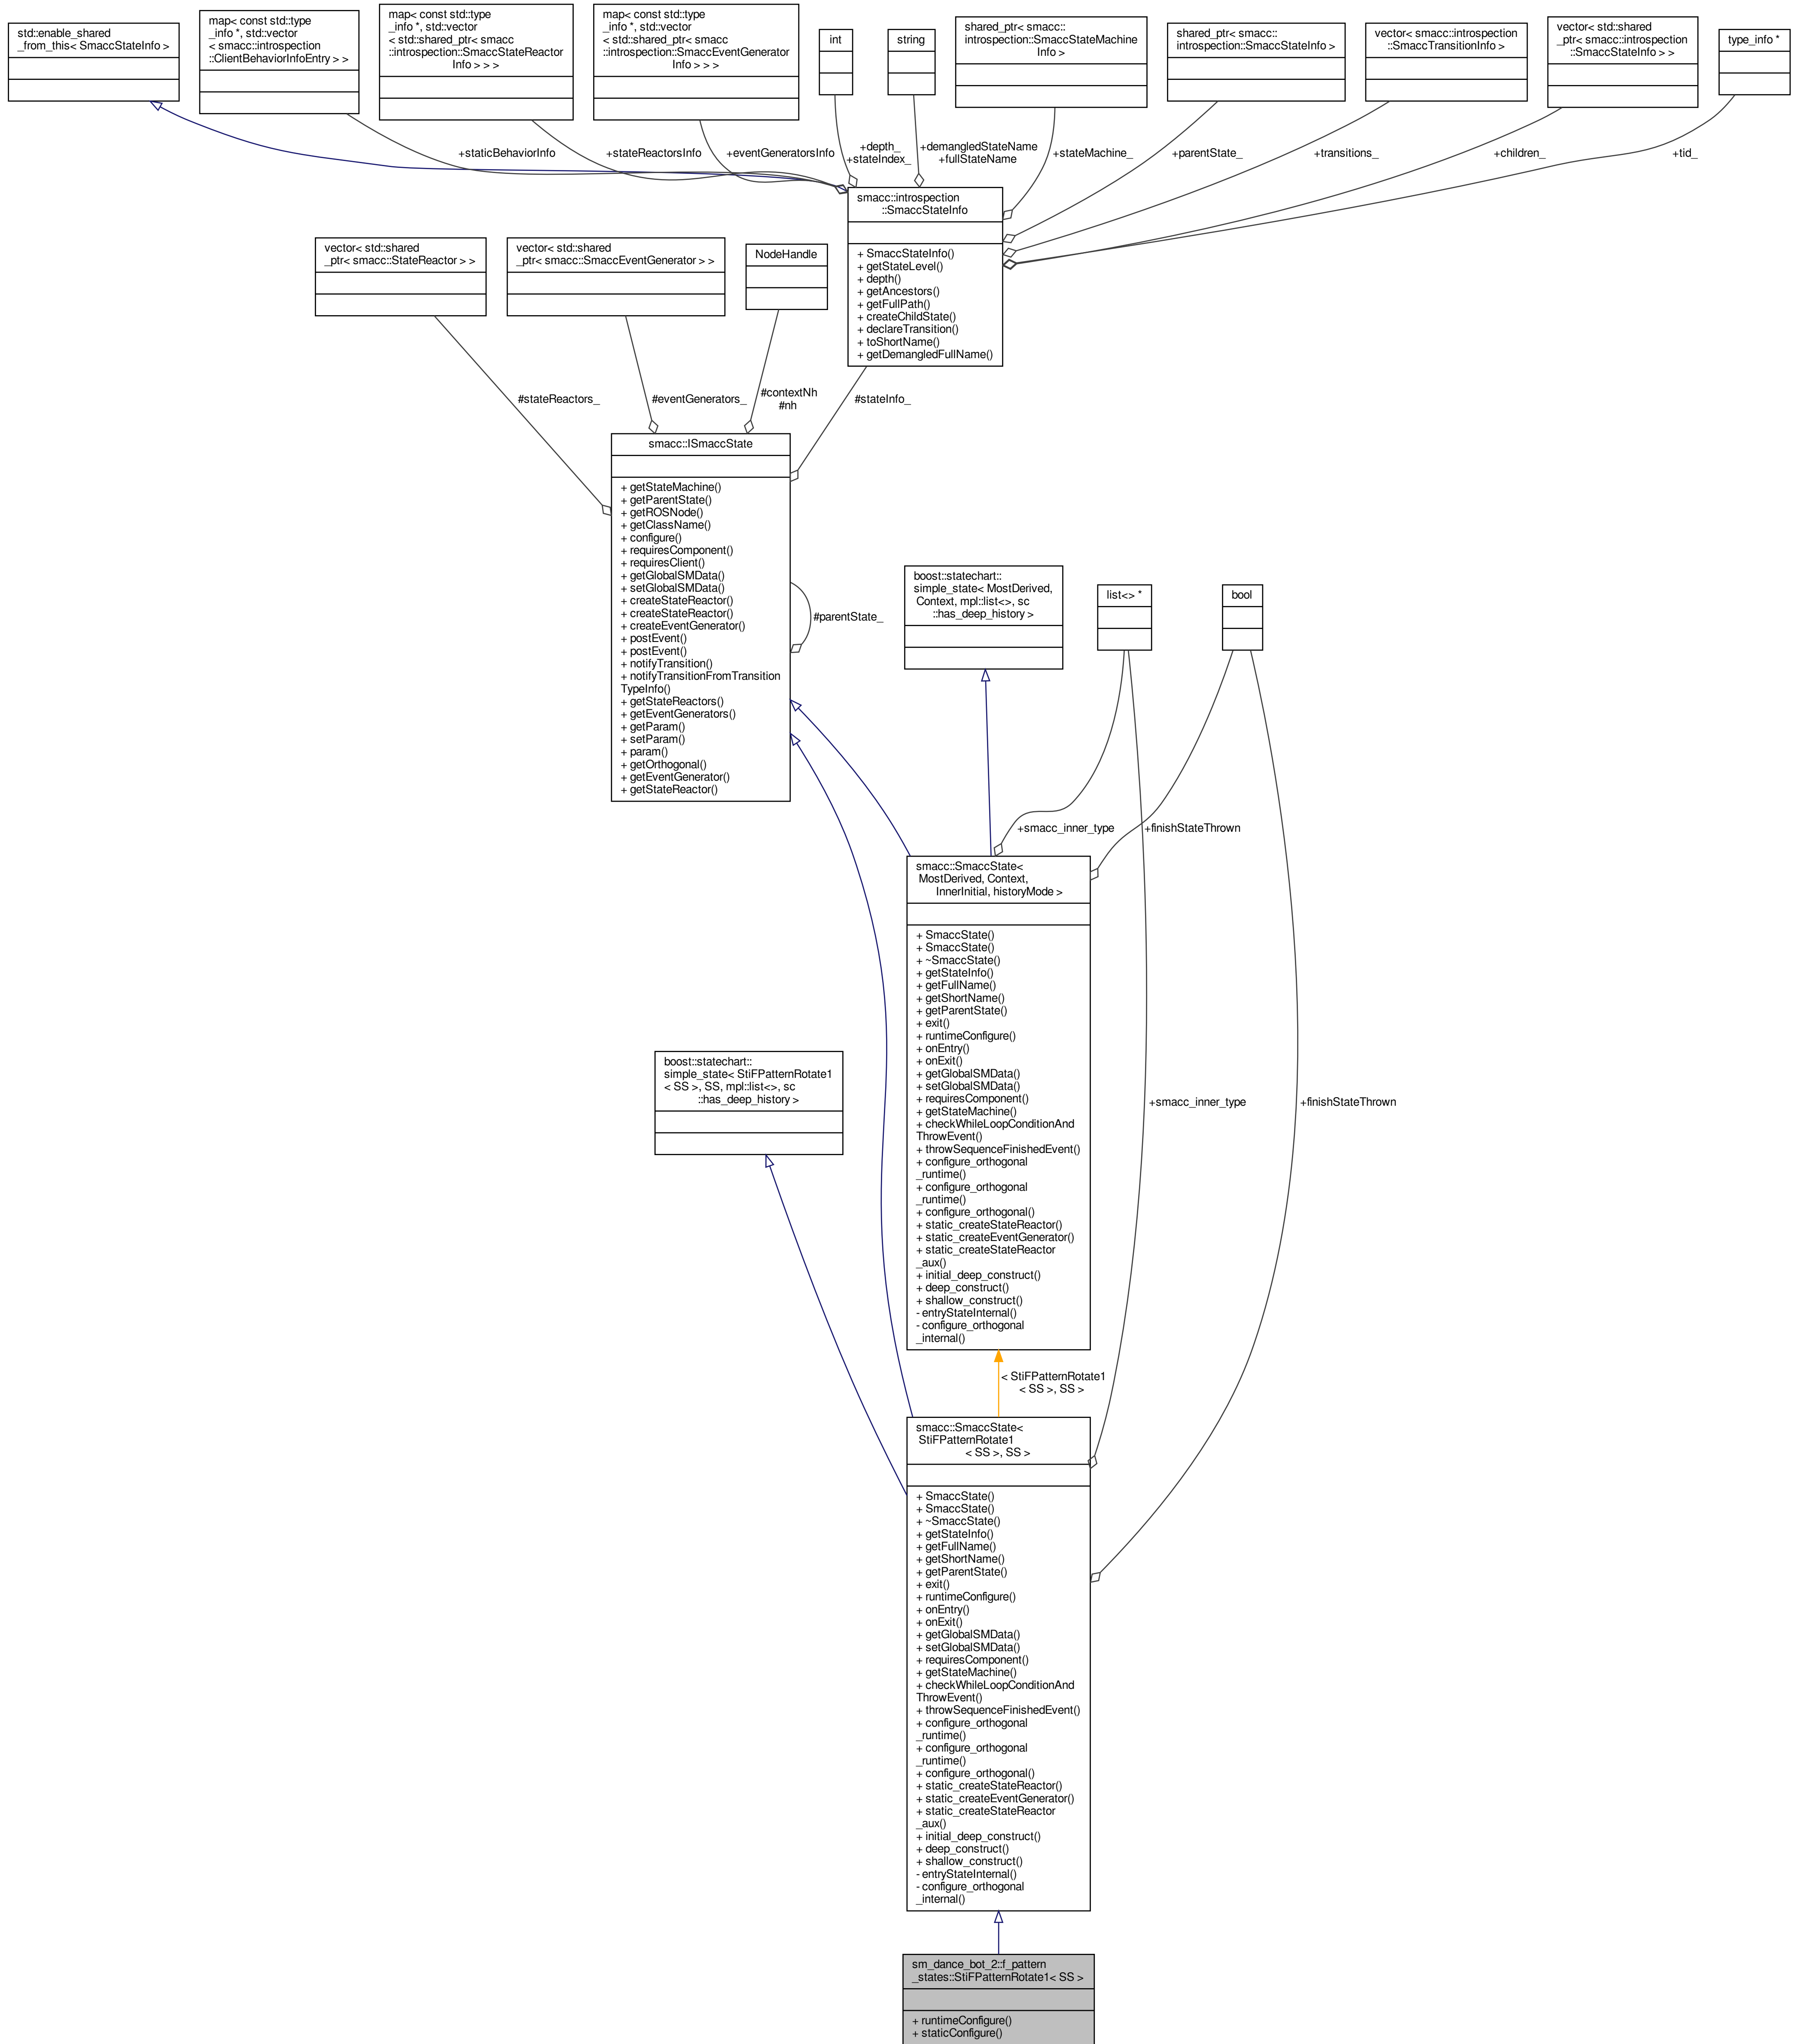 std::enable_shared
_from_this< SmaccStateInfo >
map< const std::type
_info *, std::vector
< smacc::introspection
::ClientBehaviorInfoEntry > >
map< const std::type
_info *, std::vector
< std::shared_ptr< smacc
::introspection::SmaccStateReactor
Info > > >
map< const std::type
_info *, std::vector
< std::shared_ptr< smacc
::introspection::SmaccEventGenerator
Info > > >
int
string
shared_ptr< smacc::
introspection::SmaccStateMachine
Info >
shared_ptr< smacc::
introspection::SmaccStateInfo >
vector< smacc::introspection
::SmaccTransitionInfo >
vector< std::shared
_ptr< smacc::introspection
::SmaccStateInfo > >
type_info *
+staticBehaviorInfo
+stateReactorsInfo
+eventGeneratorsInfo
+depth_
+stateIndex_
+demangledStateName
+fullStateName
+stateMachine_
+parentState_
+transitions_
+children_
+tid_
smacc::introspection
::SmaccStateInfo
+ SmaccStateInfo()
+ getStateLevel()
+ depth()
+ getAncestors()
+ getFullPath()
+ createChildState()
+ declareTransition()
+ toShortName()
+ getDemangledFullName()
vector< std::shared
_ptr< smacc::StateReactor > >
vector< std::shared
_ptr< smacc::SmaccEventGenerator > >
NodeHandle
#stateReactors_
#eventGenerators_
#contextNh
#nh
#stateInfo_
smacc::ISmaccState
+ getStateMachine()
+ getParentState()
+ getROSNode()
+ getClassName()
+ configure()
+ requiresComponent()
+ requiresClient()
+ getGlobalSMData()
+ setGlobalSMData()
+ createStateReactor()
+ createStateReactor()
+ createEventGenerator()
+ postEvent()
+ postEvent()
+ notifyTransition()
+ notifyTransitionFromTransition
TypeInfo()
+ getStateReactors()
+ getEventGenerators()
+ getParam()
+ setParam()
+ param()
+ getOrthogonal()
+ getEventGenerator()
+ getStateReactor()
#parentState_
boost::statechart::
simple_state< MostDerived,
Context, mpl::list<>, sc
::has_deep_history >
list<> *
bool
+smacc_inner_type
+finishStateThrown
smacc::SmaccState<
MostDerived, Context,
InnerInitial, historyMode >
+ SmaccState()
+ SmaccState()
+ ~SmaccState()
+ getStateInfo()
+ getFullName()
+ getShortName()
+ getParentState()
+ exit()
+ runtimeConfigure()
+ onEntry()
+ onExit()
+ getGlobalSMData()
+ setGlobalSMData()
+ requiresComponent()
+ getStateMachine()
+ checkWhileLoopConditionAnd
ThrowEvent()
+ throwSequenceFinishedEvent()
+ configure_orthogonal
_runtime()
+ configure_orthogonal
_runtime()
+ configure_orthogonal()
+ static_createStateReactor()
+ static_createEventGenerator()
+ static_createStateReactor
_aux()
+ initial_deep_construct()
+ deep_construct()
+ shallow_construct()
- entryStateInternal()
- configure_orthogonal
_internal()
boost::statechart::
simple_state< StiFPatternRotate1
< SS >, SS, mpl::list<>, sc
::has_deep_history >
+smacc_inner_type
+finishStateThrown
< StiFPatternRotate1
< SS >, SS >
smacc::SmaccState<
StiFPatternRotate1
< SS >, SS >
+ SmaccState()
+ SmaccState()
+ ~SmaccState()
+ getStateInfo()
+ getFullName()
+ getShortName()
+ getParentState()
+ exit()
+ runtimeConfigure()
+ onEntry()
+ onExit()
+ getGlobalSMData()
+ setGlobalSMData()
+ requiresComponent()
+ getStateMachine()
+ checkWhileLoopConditionAnd
ThrowEvent()
+ throwSequenceFinishedEvent()
+ configure_orthogonal
_runtime()
+ configure_orthogonal
_runtime()
+ configure_orthogonal()
+ static_createStateReactor()
+ static_createEventGenerator()
+ static_createStateReactor
_aux()
+ initial_deep_construct()
+ deep_construct()
+ shallow_construct()
- entryStateInternal()
- configure_orthogonal
_internal()
sm_dance_bot_2::f_pattern
_states::StiFPatternRotate1< SS >
+ runtimeConfigure()
+ staticConfigure()